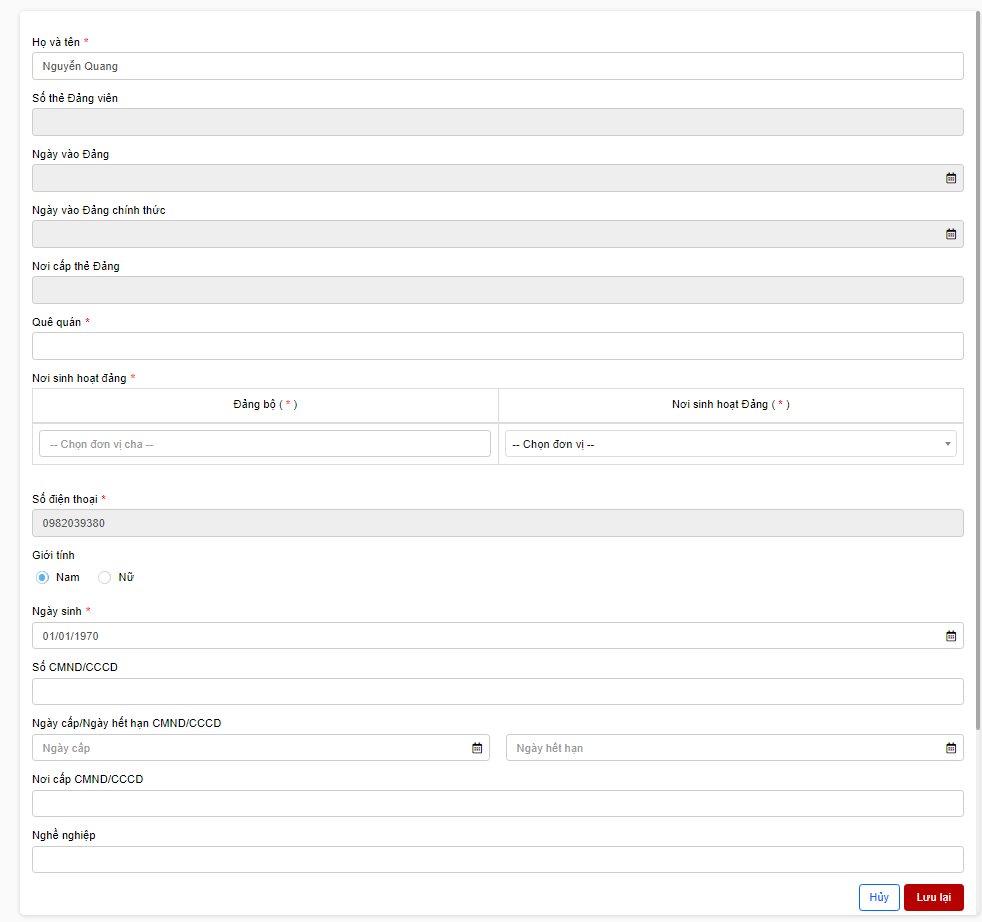 Họ và tên *
Nguyễn Quang
Số thẻ Đảng viên
Ngày vào Đảng
Ngày vào Đảng chính thức
Nơi cấp thẻ Đảng
Quê quán *
Nơi sinh hoạt đảng *
Đảng bộ ( * )
Nơi sinh hoạt Đảng ( * )
-- Chọn đơn vị cha --
-- Chọn đơn vị --
Số điện thoại *
0982039380
Giới tính
Nam Nữ
Ngày sinh *
01/01/1970
Số CMND/CCCD
Ngày cấp/Ngày hết hạn CMND/CCCD
Ngày cấp
Ngày hết hạn
Nơi cấp CMND/CCCD
Nghề nghiệp
Hủy
Lưu lại